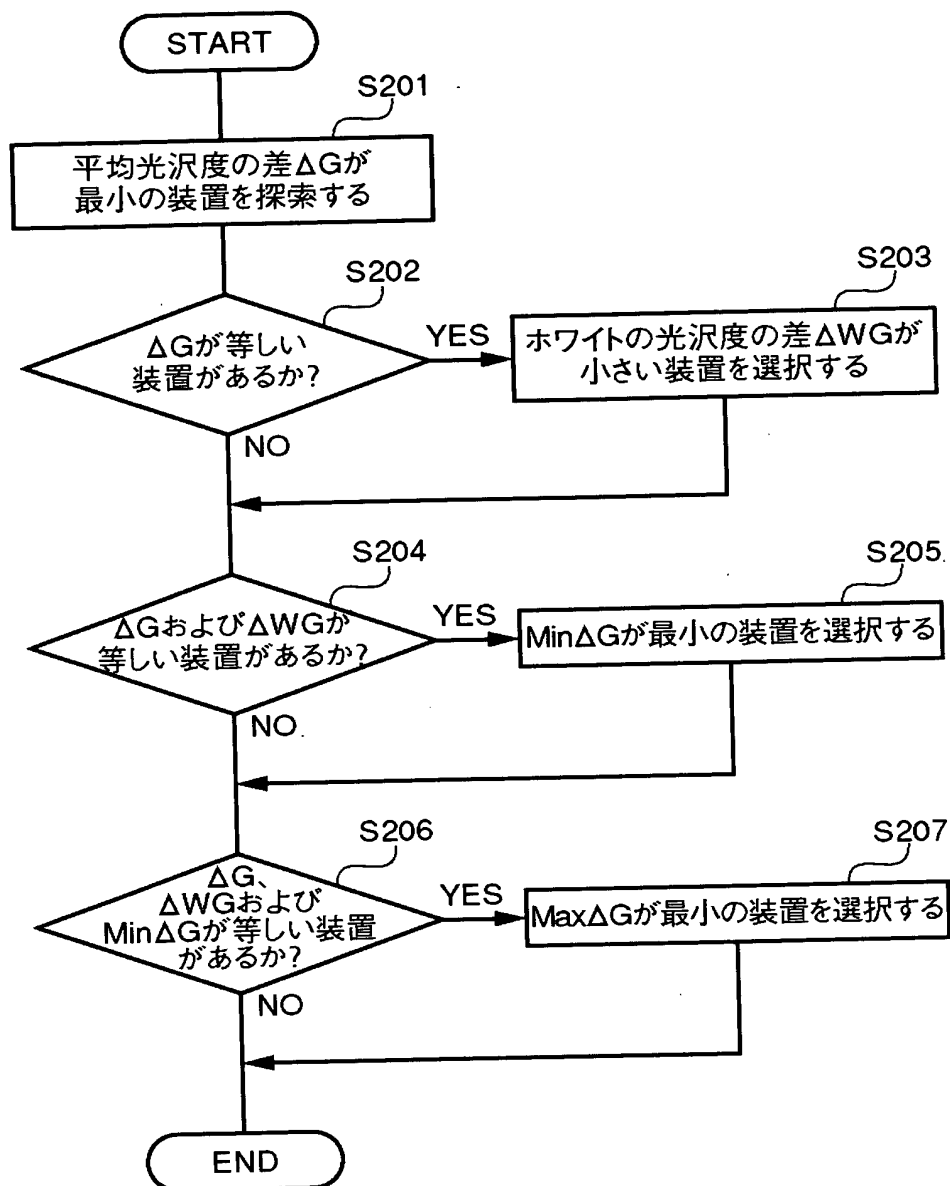 START
S201
平均光沢度の差ΔGが
最小の装置を探索する
S202
ΔGが等しい
装置があるか?
YES
NO
S203
ホワイトの光沢度の差ΔWGが
小さい装置を選択する
S204
ΔGおよびΔWGが
等しい装置があるか?
YES
NO
S205
MinΔGが最小の装置を選択する
S206
ΔG、
ΔWGおよび
MinΔGが等しい装置
があるか?
YES
NO
S207
MaxΔGが最小の装置を選択する
END